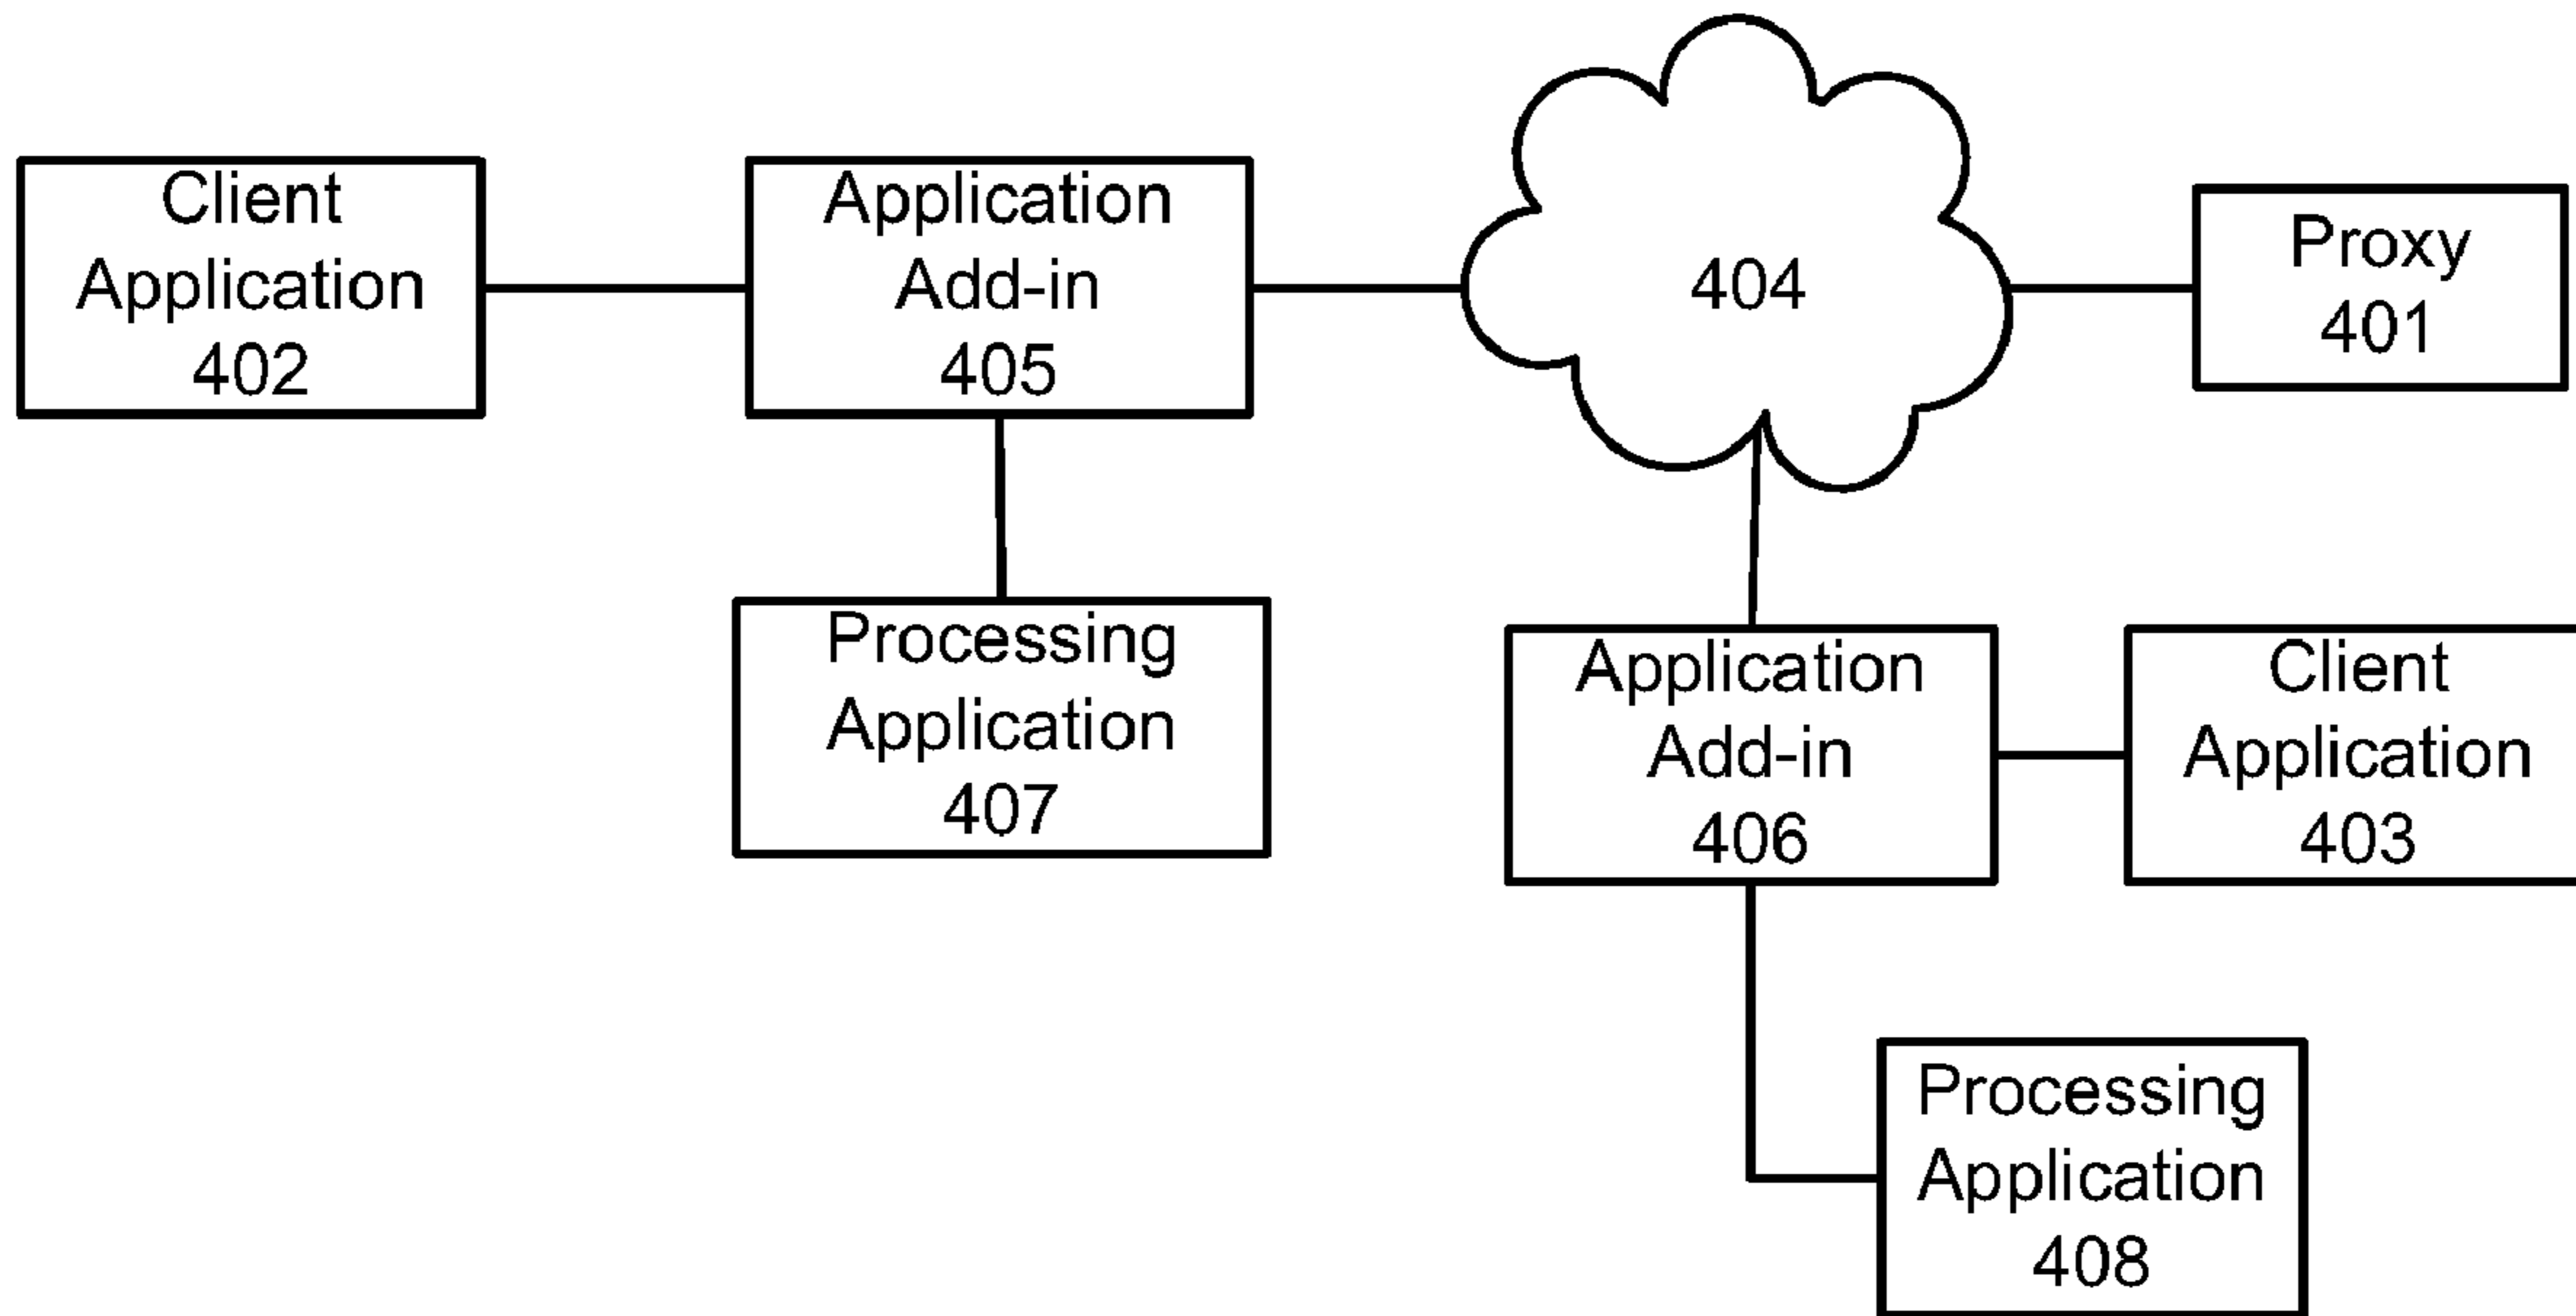 Client
Application
402
Application
Add-in
405
404
Proxy
401
Processing
Application
407
Application
Add-in
406
Client
Application
403
Processing
Application
408